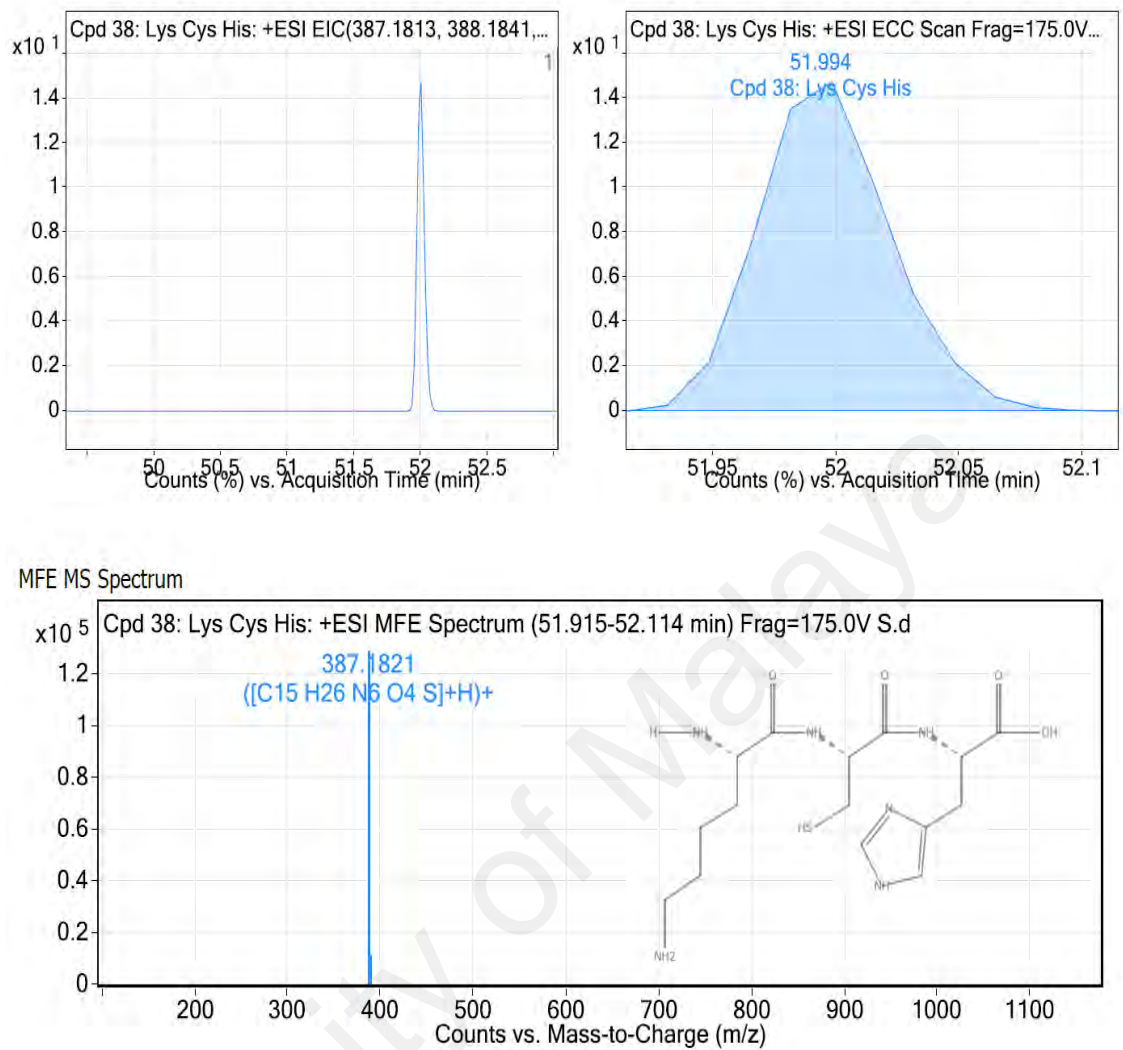 Cpd 38: Lys Cys His: +ESI EIC(387.1813, 388.1841,...
x10 1
1
1.4
1.2
1
0.8
0.6
0.4
0.2
0
50 50.5 51 51.5 52 52.5
Counts (%) vs. Acquisition Time (min)
Cpd 38: Lys Cys His: +ESI ECC Scan Frag=175.0V...
x10 1
51.994
Cpd 38: Lys Cys His
1.4
1.2
1
0.8
0.6
0.4
0.2
0
51.95 52 52.05 52.1
Counts (%) vs. Acquisition Time (min)
MFE MS Spectrum
Cpd 38: Lys Cys His: +ESI MFE Spectrum (51.915-52.114 min) Frag=175.0V S.d
x10 5
387.1821
([C15 H26 N6 O4 S]+H)+
1.2
1
0.8
0.6
0.4
0.2
0
O O O
H NH NH NH OH
HS N
NH
NH2
200 300 400 500 600 700 800 900 1000 1100
Counts vs. Mass-to-Charge (m/z)
ity of Malaya